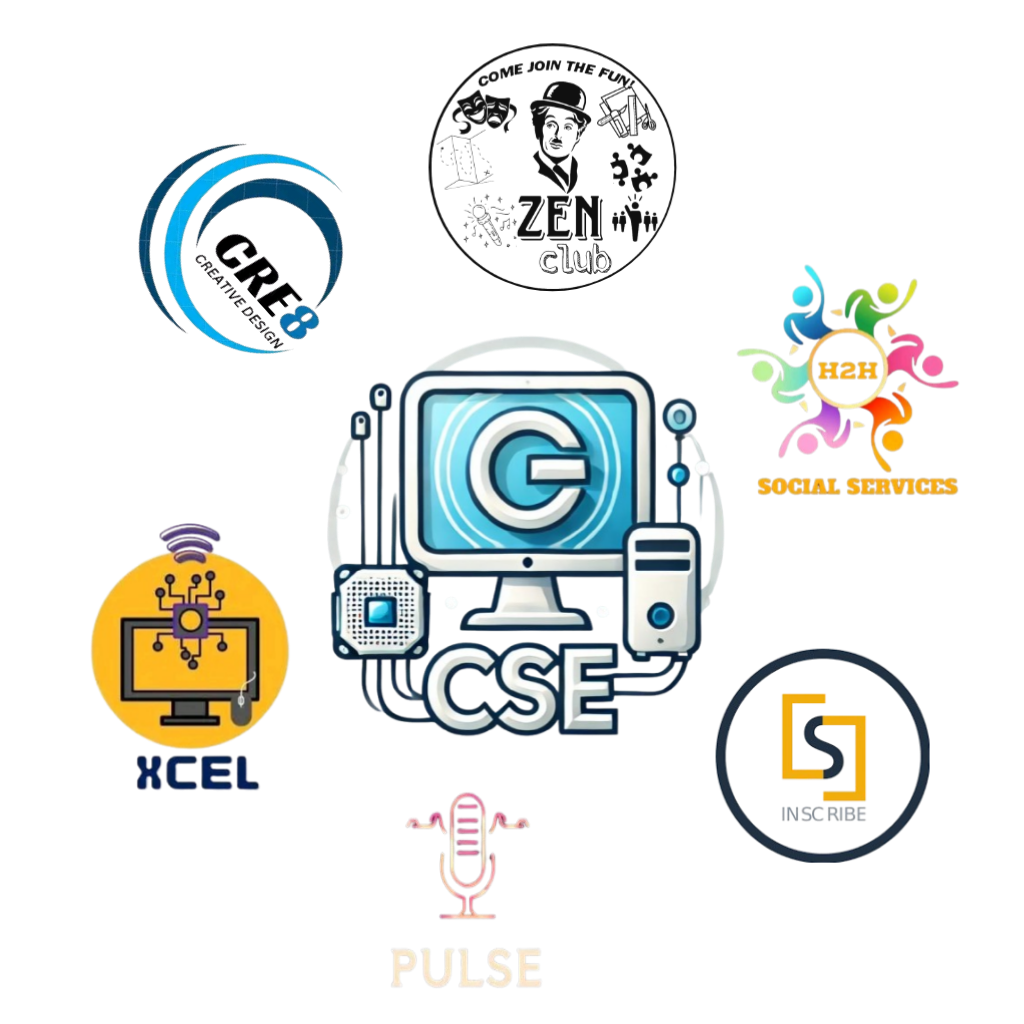 COME JOIN THE FUN!
ZEN
club
CRE8
CREATIVE DESIGN
H2H
SOCIAL SERVICES
G
CSE
XCEL
S
INSCRIBE
PULSE